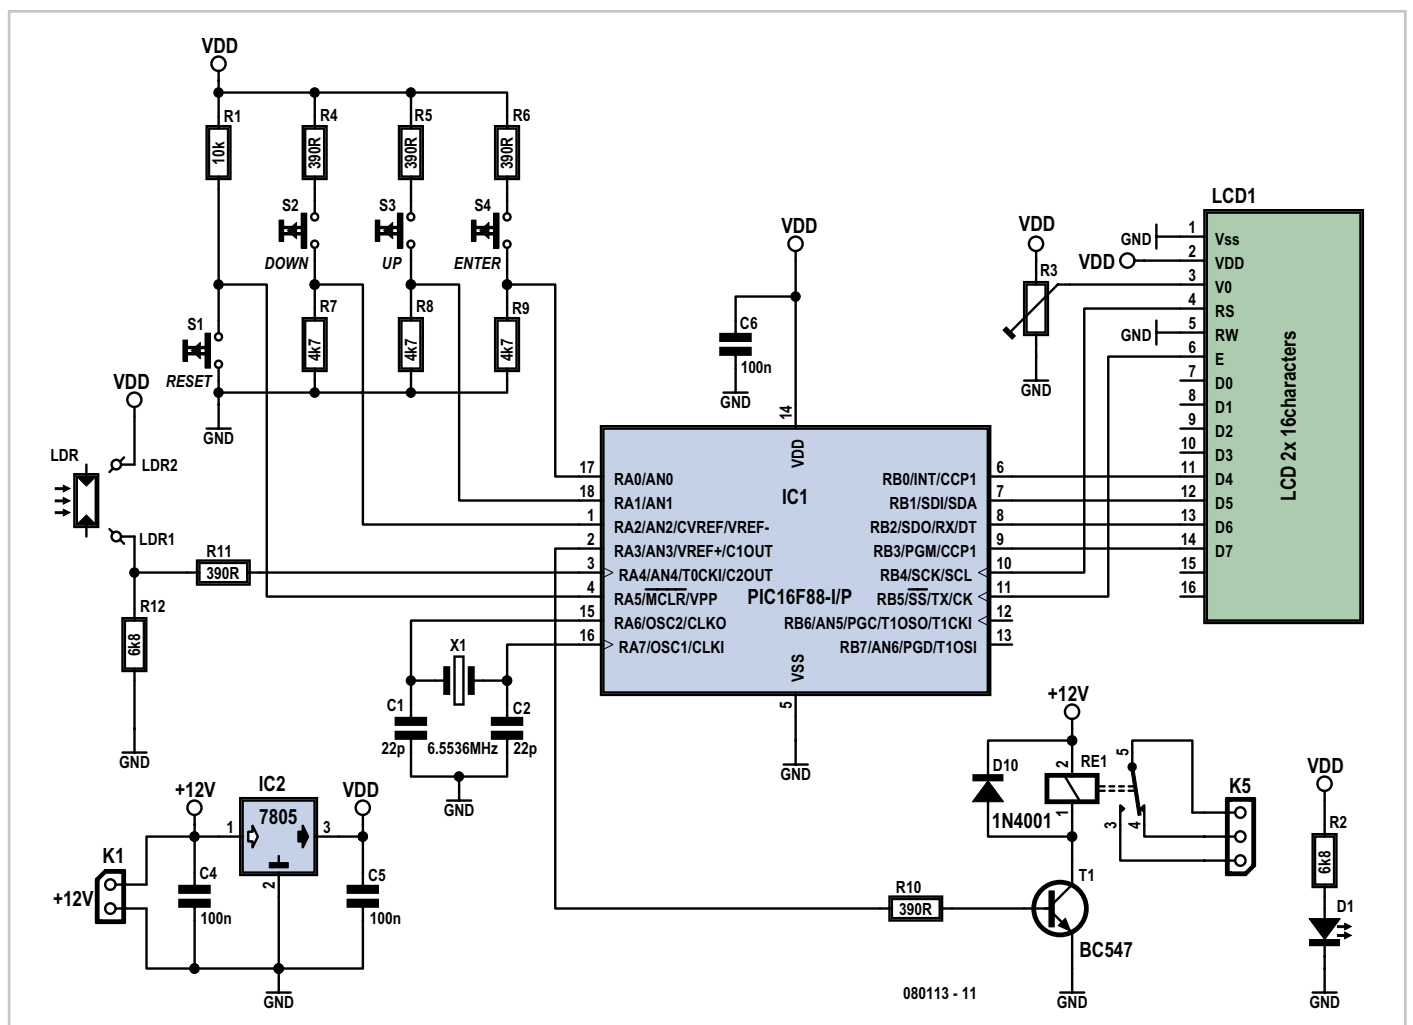 VDD
R1
10k
R4
390R
R5
390R
R6
390R
S2
DOWN
S3
UP
S4
ENTER
S1
RESET
R7
4k7
R8
4k7
R9
4k7
GND
VDD
LDR
LDR2
LDR1
R11
390R
R12
6k8
GND
VDD
C6
100n
GND
14
VDD
IC1
PIC16F88-I/P
VSS
5
GND
17 RA0/AN0
18 RA1/AN1
1 RA2/AN2/CVREF/VREF-
2 RA3/AN3/VREF+/C1OUT
3 RA4/AN4/T0CKI/C2OUT
4 RA5/MCLR/VPP
15 RA6/OSC2/CLKO
16 RA7/OSC1/CLKI
RB0/INT/CCP1 6
RB1/SDI/SDA 7
RB2/SDO/RX/DT 8
RB3/PGM/CCP1 9
RB4/SCK/SCL 10
RB5/SS/TX/CK 11
RB6/AN5/PGC/T1OSO/T1CKI 12
RB7/AN6/PGD/T1OSI 13
X1
C1
22p
6.5536MHz
C2
22p
GND
VDD
R3
GND
LCD1
LCD 2x 16characters
GND 1 Vss
VDD 2 VDD
3 V0
4 RS
GND 5 RW
6 E
7 D0
8 D1
9 D2
10 D3
11 D4
12 D5
13 D6
14 D7
15
16
+12V
IC2
7805
1
3
2
VDD
K1
+12V
C4
100n
C5
100n
GND
+12V
D10
1N4001
2
RE1
1
5
3
4
K5
T1
BC547
R10
390R
GND
VDD
R2
6k8
D1
GND
080113 - 11